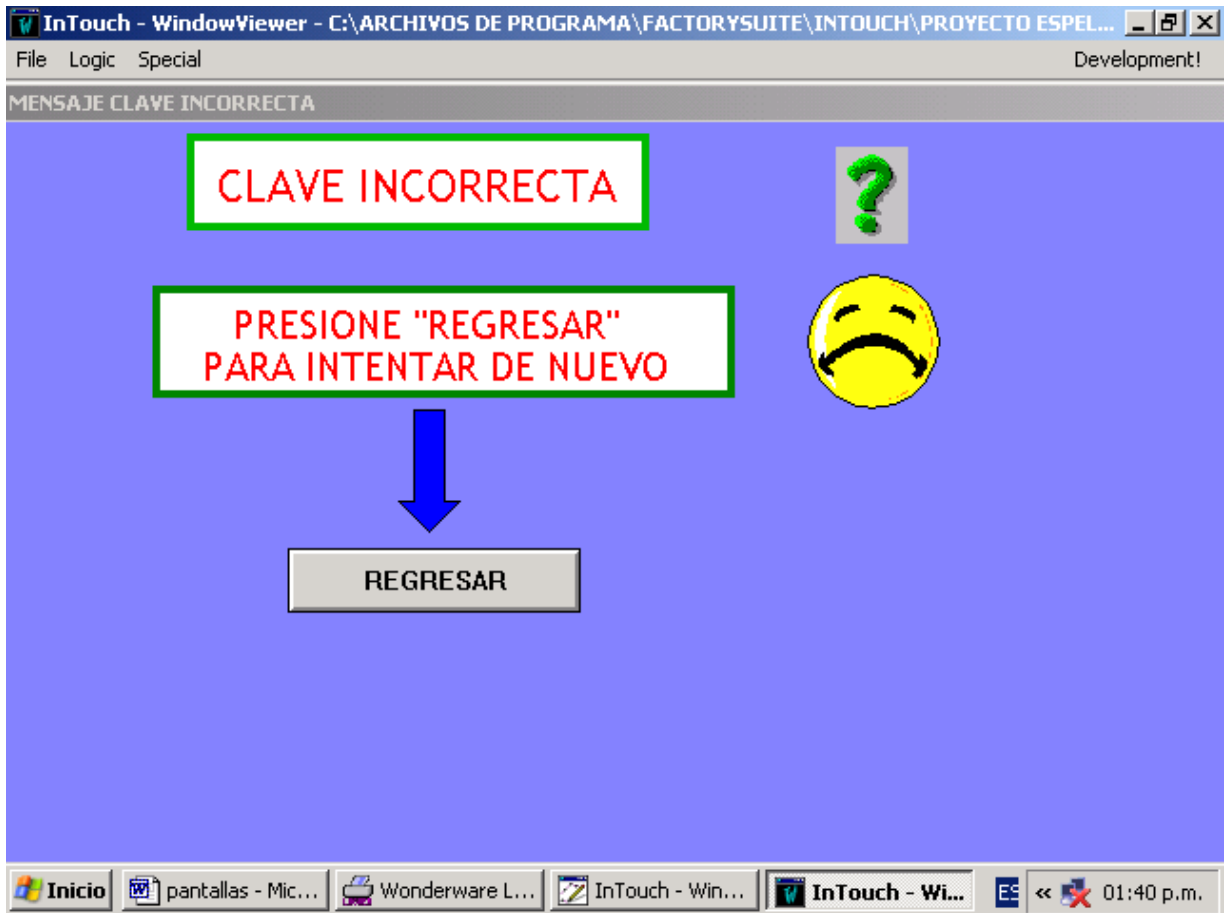 InTouch - WindowViewer - C:\ARCHIVOS DE PROGRAMA\FACTORYSUITE\INTOUCH\PROYECTO ESPEL...
File Logic Special Development!
MENSAJE CLAVE INCORRECTA
CLAVE INCORRECTA
?
PRESIONE "REGRESAR"
PARA INTENTAR DE NUEVO
REGRESAR
Inicio pantallas - Mic... Wonderware L... InTouch - Win... InTouch - Wi... ES « 01:40 p.m.